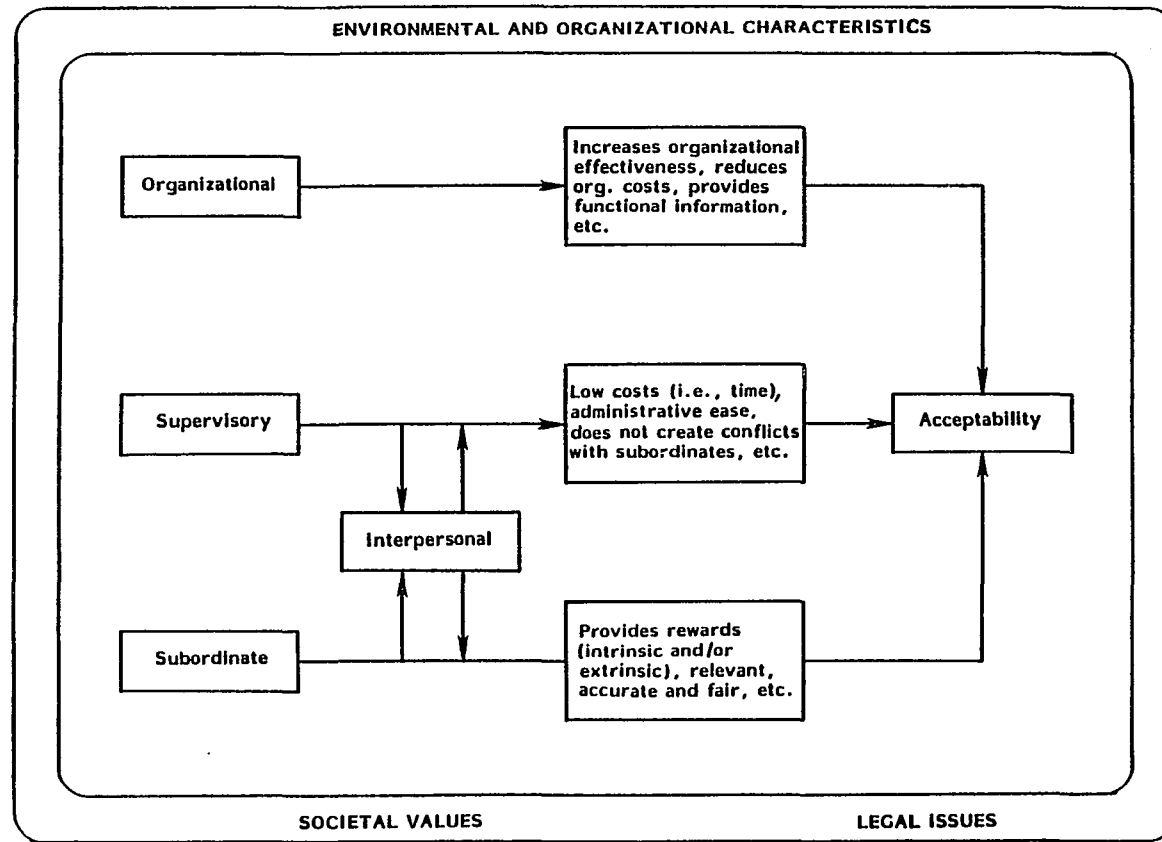 ENVIRONMENTAL AND ORGANIZATIONAL CHARACTERISTICS
Organizational
Increases organizational
effectiveness, reduces
org. costs, provides
functional information,
etc.
Supervisory
Low costs (i.e., time),
administrative ease,
does not create conflicts
with subordinates, etc.
Acceptability
Interpersonal
Subordinate
Provides rewards
(intrinsic and/or
extrinsic), relevant,
accurate and fair, etc.
SOCIETAL VALUES
LEGAL ISSUES